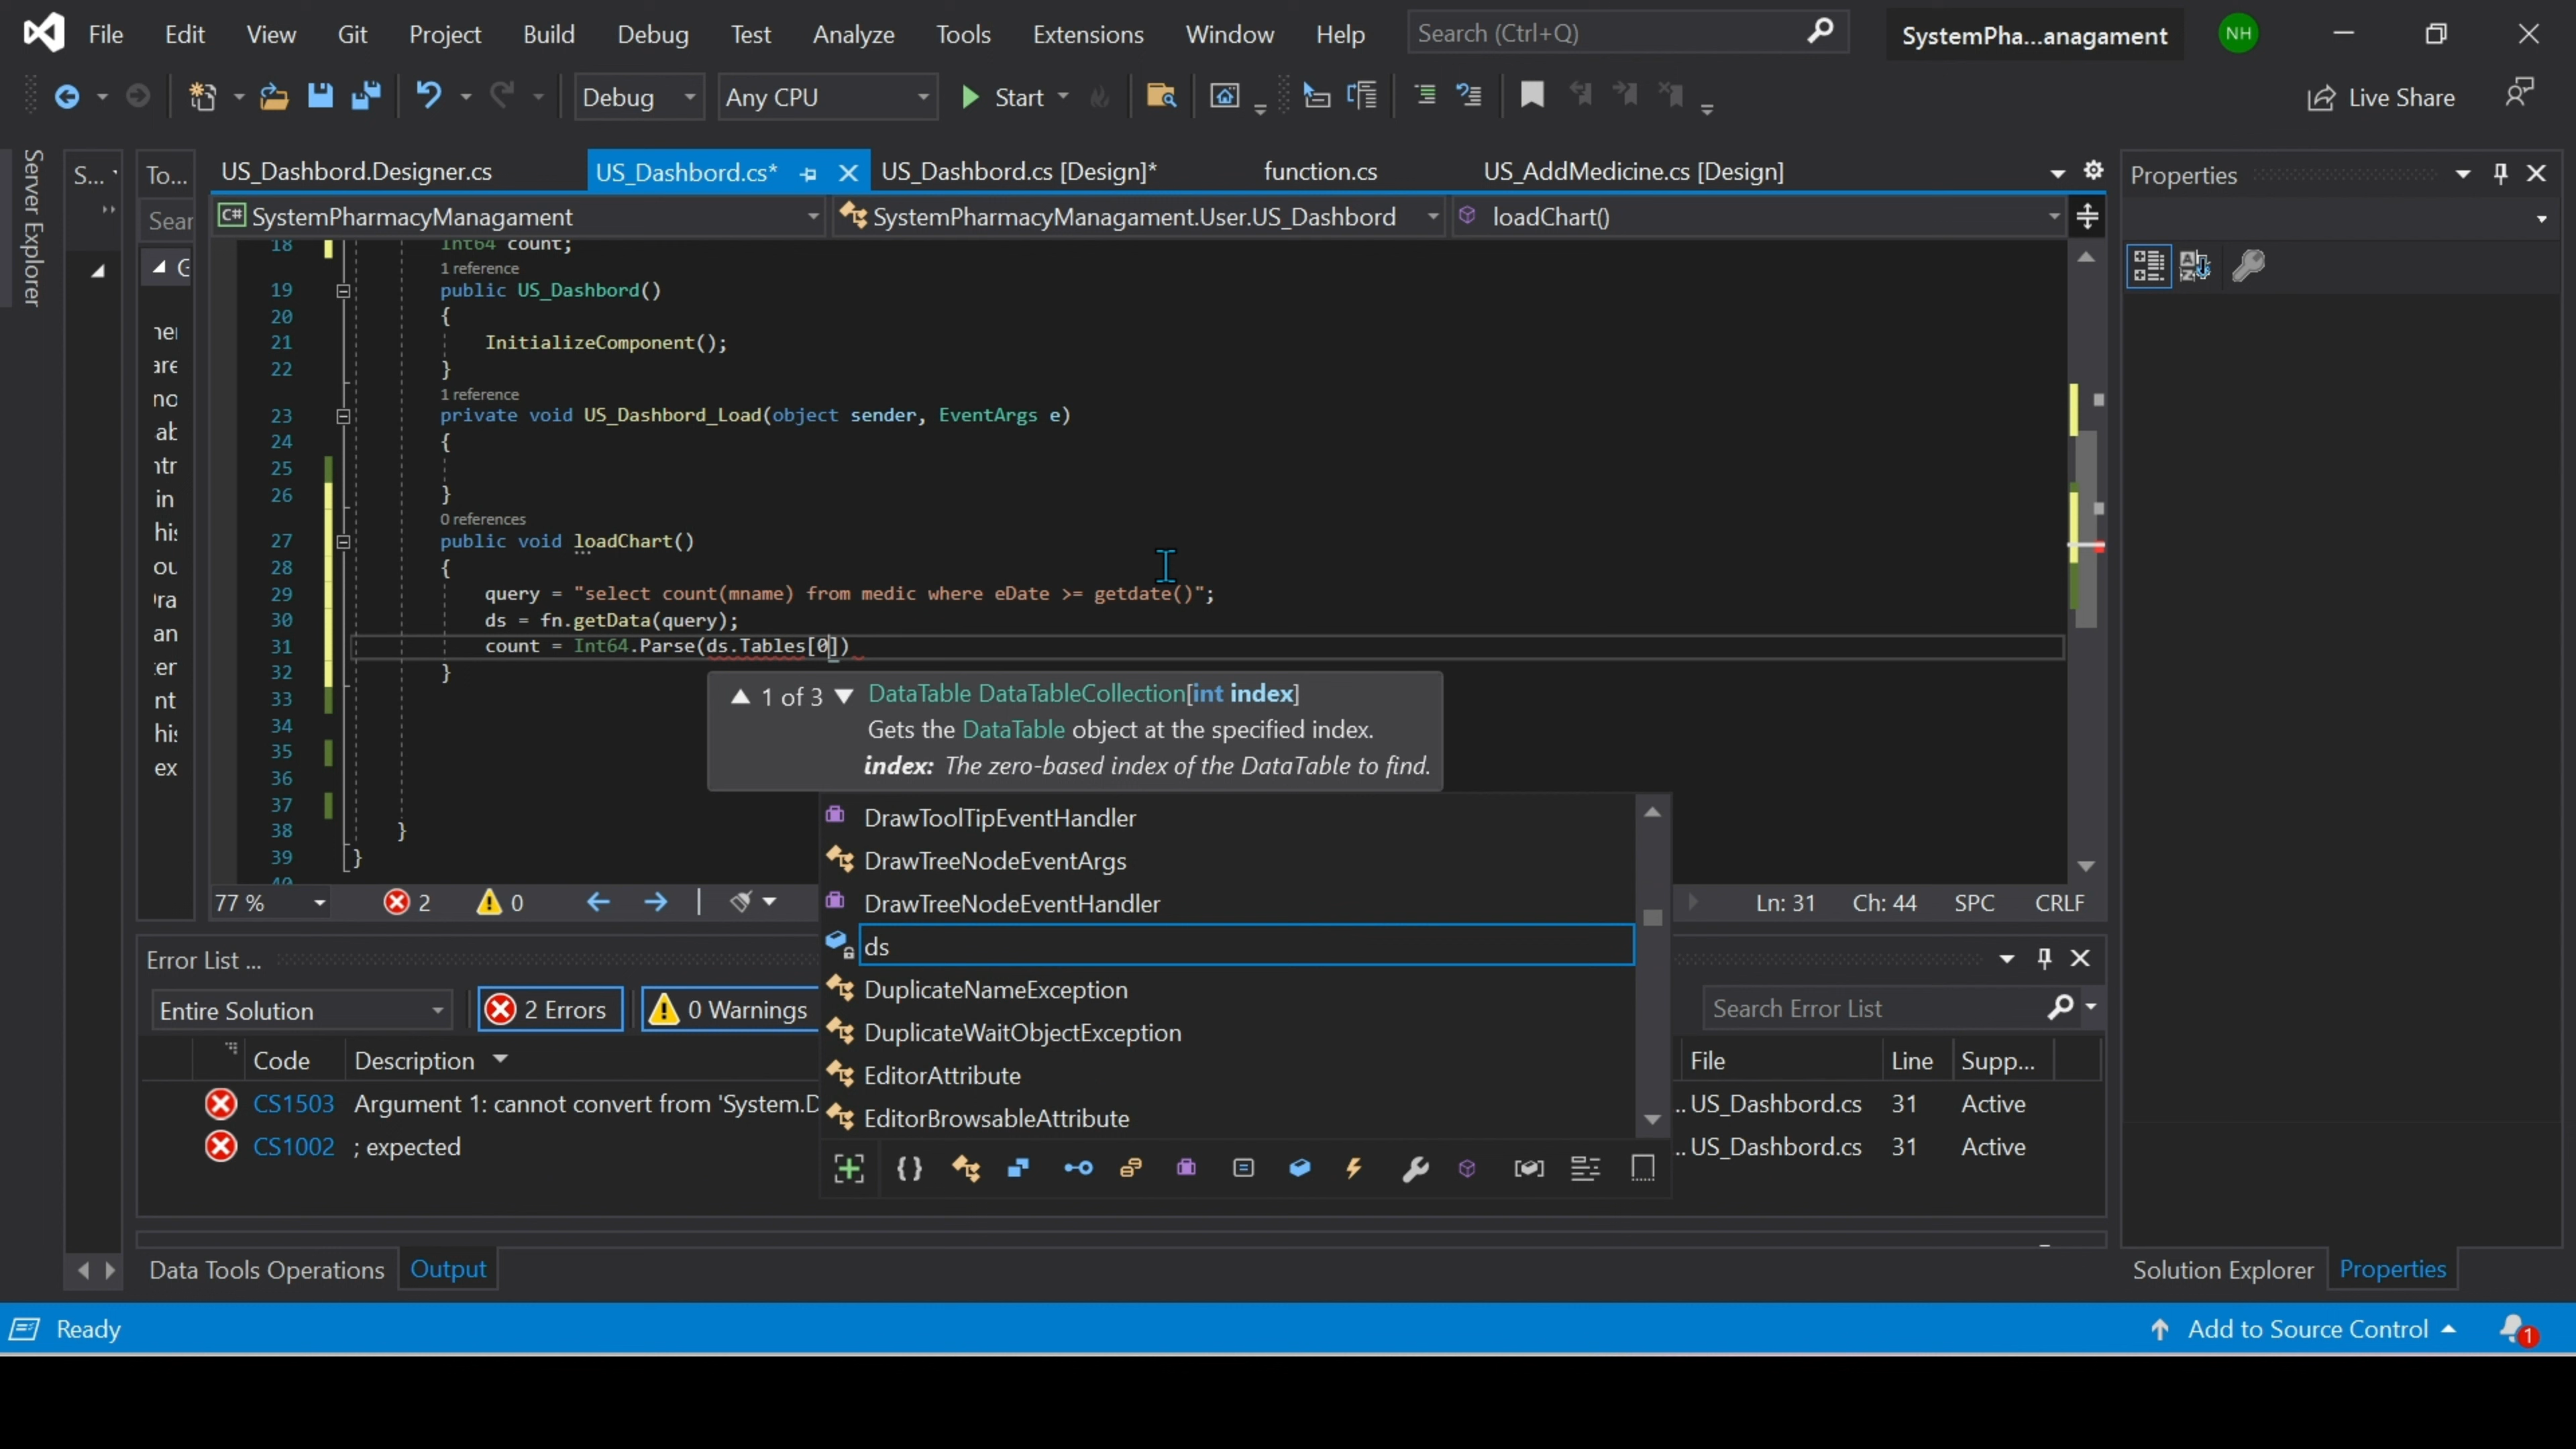 File Edit View Git Project Build Debug Test Analyze Tools Extensions Window Help Search (Ctrl+Q) SystemPha...anagament NH
Debug Any CPU Start Live Share
Server Explorer
S... To... US_Dashbord.Designer.cs US_Dashbord.cs* US_Dashbord.cs [Design]* function.cs US_AddMedicine.cs [Design] Properties
Sear C# SystemPharmacyManagament SystemPharmacyManagament.User.US_Dashbord loadChart()
18 Int64 count;
1 reference
19 public US_Dashbord()
20 {
21 InitializeComponent();
22 }
1 reference
23 private void US_Dashbord_Load(object sender, EventArgs e)
24 {
25
26 }
0 references
27 public void loadChart()
28 {
29 query = "select count(mname) from medic where eDate >= getdate()";
30 ds = fn.getData(query);
31 count = Int64.Parse(ds.Tables[0])
32 }
33
34
35
36
37
38 }
39 }
40
1 of 3 DataTable DataTableCollection[int index]
Gets the DataTable object at the specified index.
index: The zero-based index of the DataTable to find.
DrawToolTipEventHandler
DrawTreeNodeEventArgs
DrawTreeNodeEventHandler
ds
DuplicateNameException
DuplicateWaitObjectException
EditorAttribute
EditorBrowsableAttribute
77 % 2 0 Ln: 31 Ch: 44 SPC CRLF
Error List ...
Entire Solution 2 Errors 0 Warnings Search Error List
Code Description File Line Supp...
CS1503 Argument 1: cannot convert from 'System.D .. US_Dashbord.cs 31 Active
CS1002 ; expected .. US_Dashbord.cs 31 Active
Data Tools Operations Output Solution Explorer Properties
Ready Add to Source Control 1